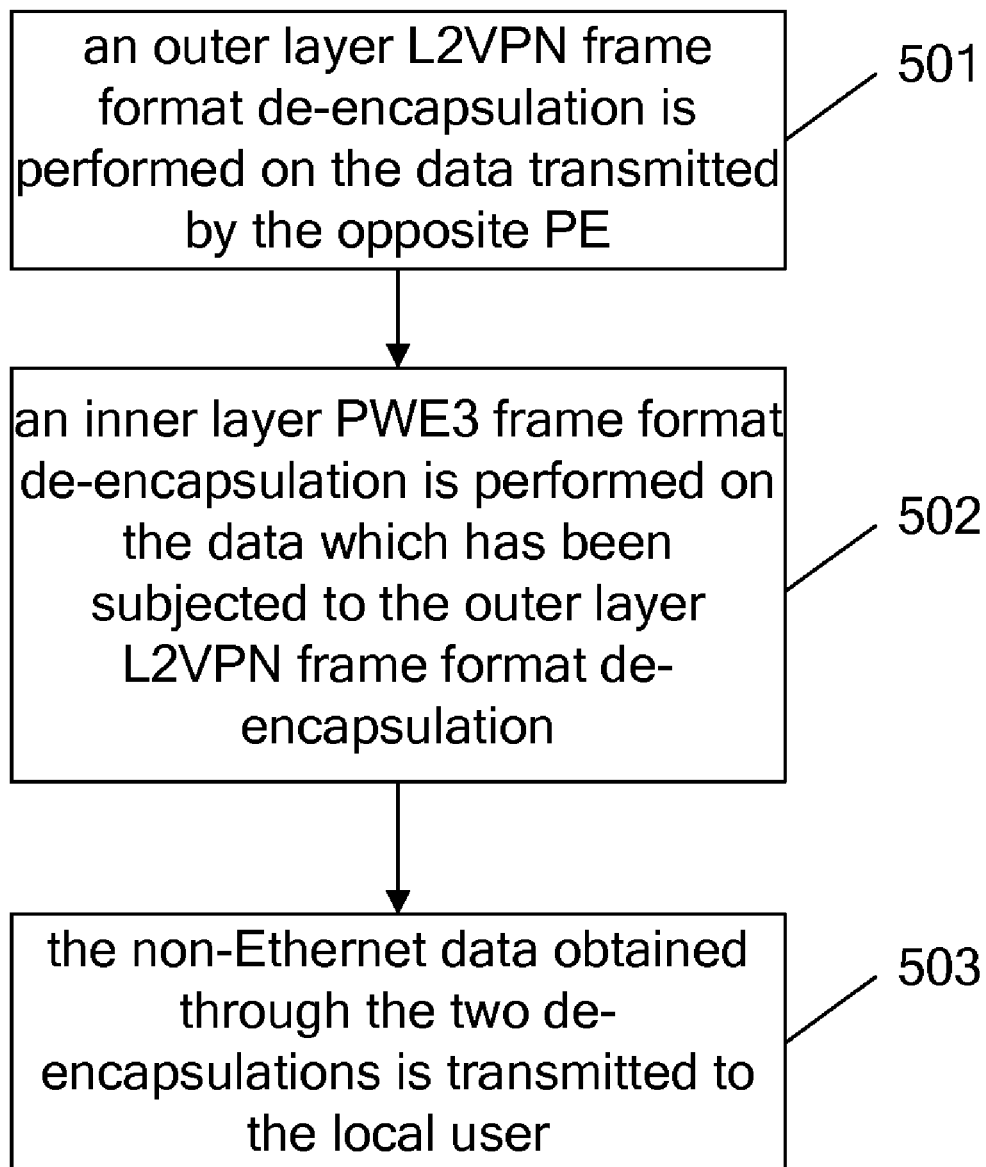 an outer layer L2VPN frame
format de-encapsulation is
performed on the data transmitted
by the opposite PE
501
an inner layer PWE3 frame format
de-encapsulation is performed on
the data which has been
subjected to the outer layer
L2VPN frame format de-
encapsulation
502
the non-Ethernet data obtained
through the two de-
encapsulations is transmitted to
the local user
503